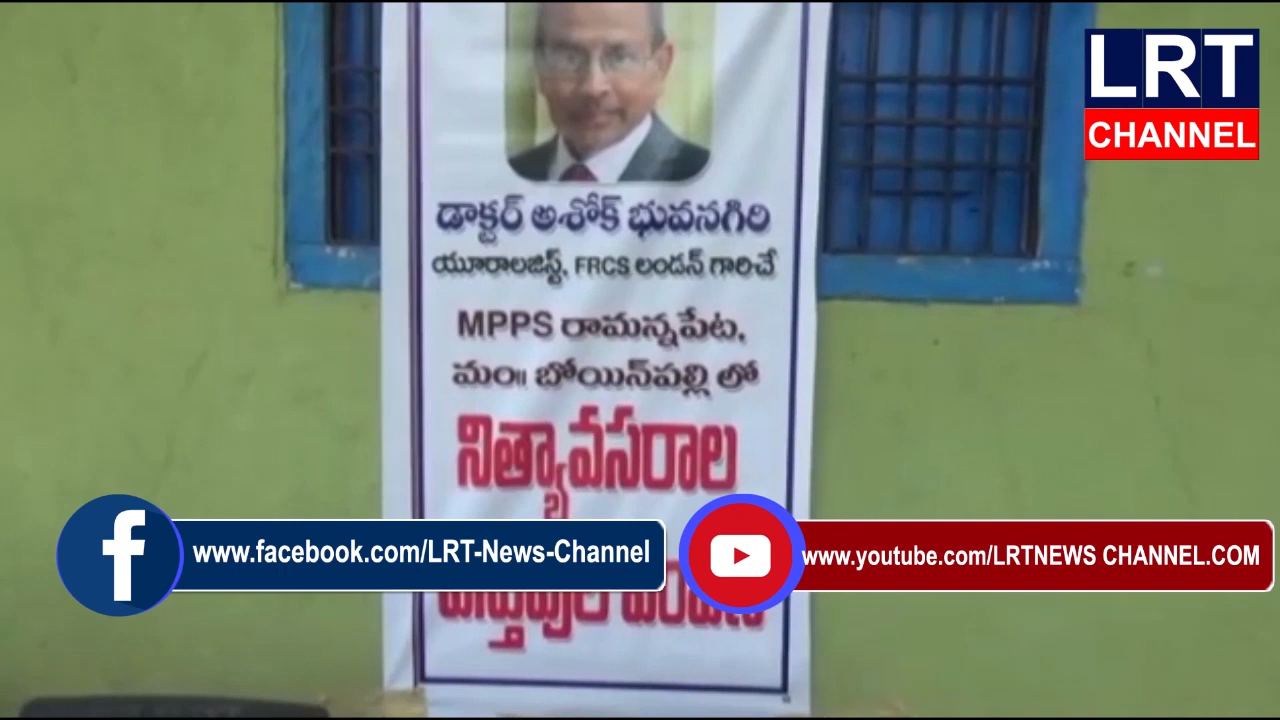 LRT
CHANNEL
డాక్టర్ అశోక్ భువనగిరి
యూరాలజిస్ట్, FRCS లండన్ గారిచే
MPPS రామన్నపేట,
మం॥ బోయిన్‌పల్లి లో
నిత్యావసరాల
www.facebook.com/LRT-News-Channel
www.youtube.com/LRTNEWS CHANNEL.COM